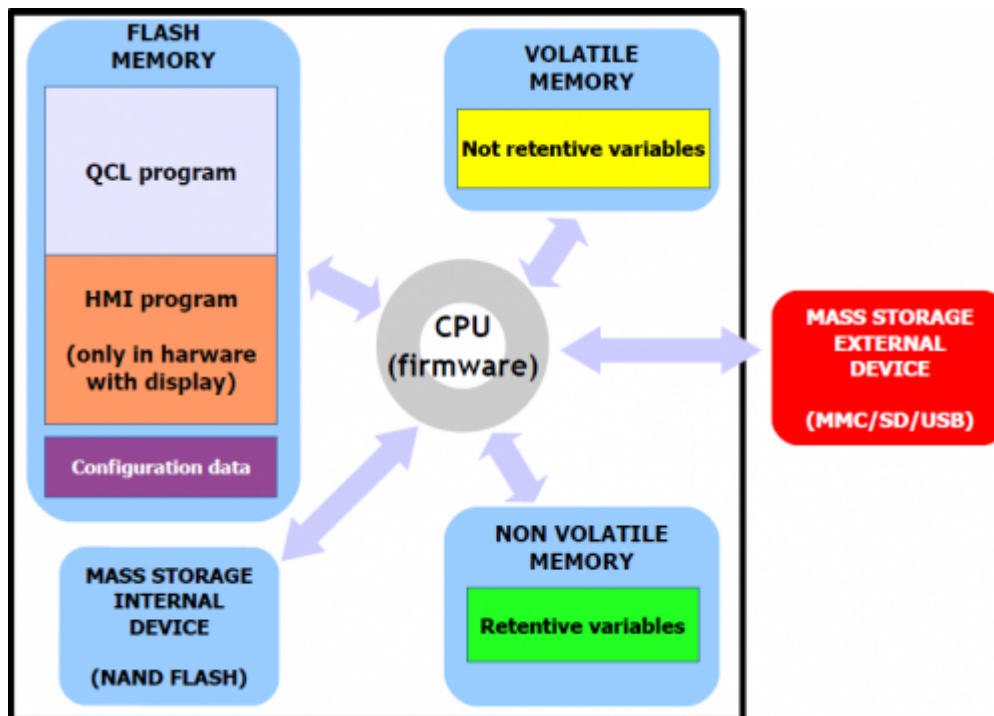 FLASH
MEMORY
QCL program
HMI program
(only in harware
with display)
Configuration data
VOLATILE
MEMORY
Not retentive variables
CPU
(firmware)
MASS STORAGE
EXTERNAL
DEVICE
(MMC/SD/USB)
MASS STORAGE
INTERNAL
DEVICE
(NAND FLASH)
NON VOLATILE
MEMORY
Retentive variables